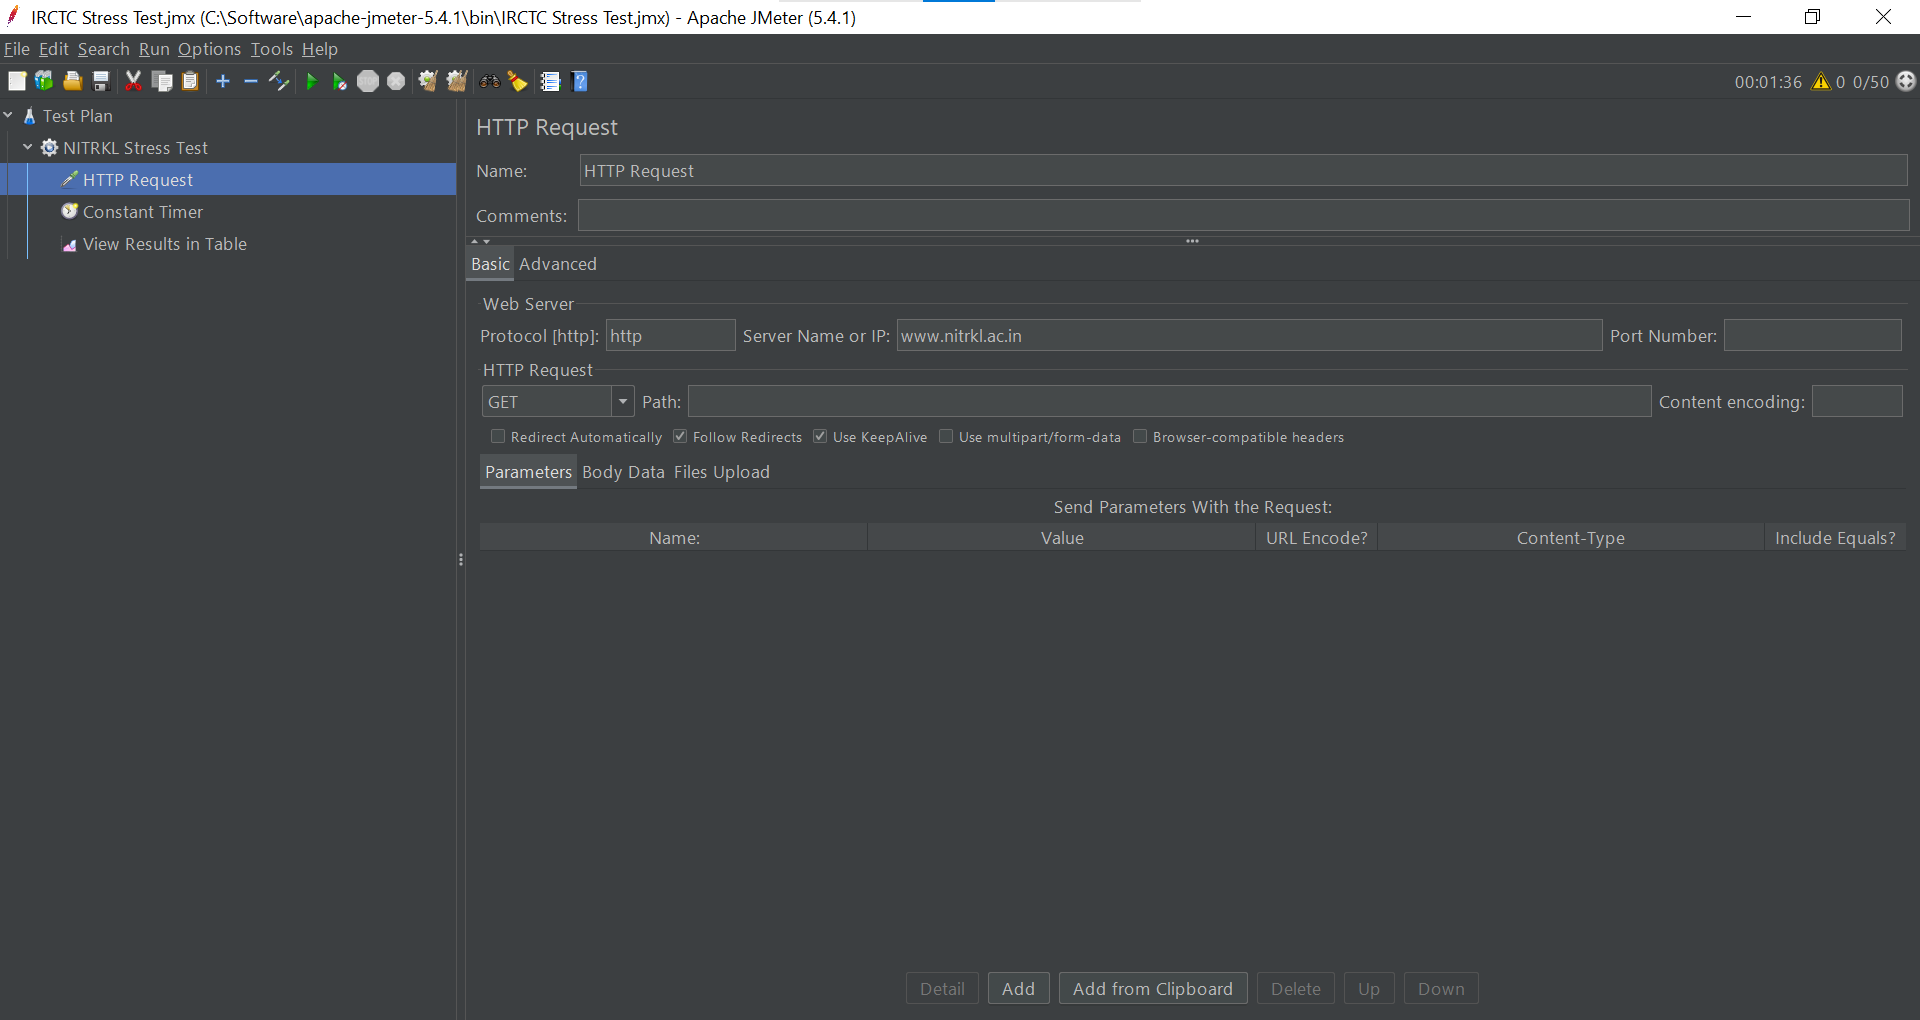 IRCTC Stress Test.jmx (C:\Software\apache-jmeter-5.4.1\bin\IRCTC Stress Test.jmx) - Apache JMeter (5.4.1)
File Edit Search Run Options Tools Help
00:01:36 0 0/50
Test Plan
NITRKL Stress Test
HTTP Request
Constant Timer
View Results in Table
HTTP Request
Name: HTTP Request
Comments:
Basic Advanced
Web Server
Protocol [http]: http Server Name or IP: www.nitrkl.ac.in Port Number:
HTTP Request
GET Path: Content encoding:
Redirect Automatically Follow Redirects Use KeepAlive Use multipart/form-data Browser-compatible headers
Parameters Body Data Files Upload
Send Parameters With the Request:
Name: Value URL Encode? Content-Type Include Equals?
Detail Add Add from Clipboard Delete Up Down